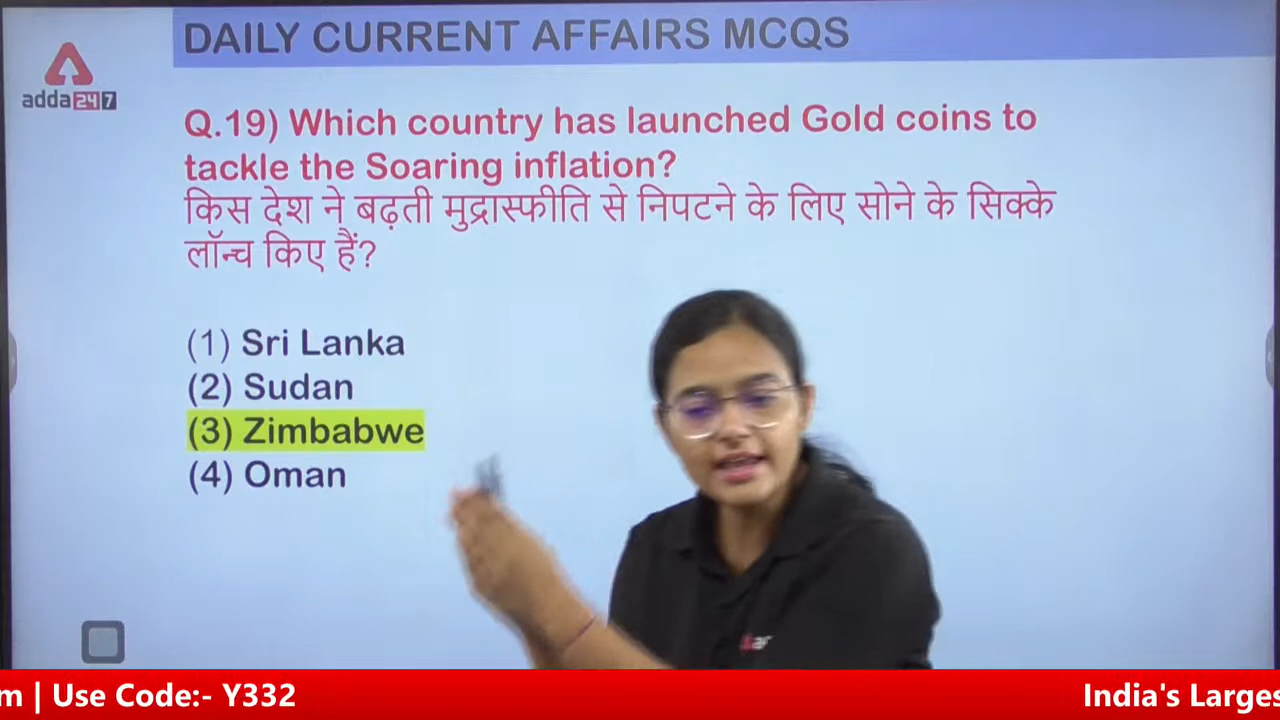 DAILY CURRENT AFFAIRS MCQS
adda247
Q.19) Which country has launched Gold coins to
tackle the Soaring inflation?
किस देश ने बढ़ती मुद्रास्फीति से निपटने के लिए सोने के सिक्के
लॉन्च किए हैं?
(1) Sri Lanka
(2) Sudan
(3) Zimbabwe
(4) Oman
m | Use Code:- Y332
India's Larges